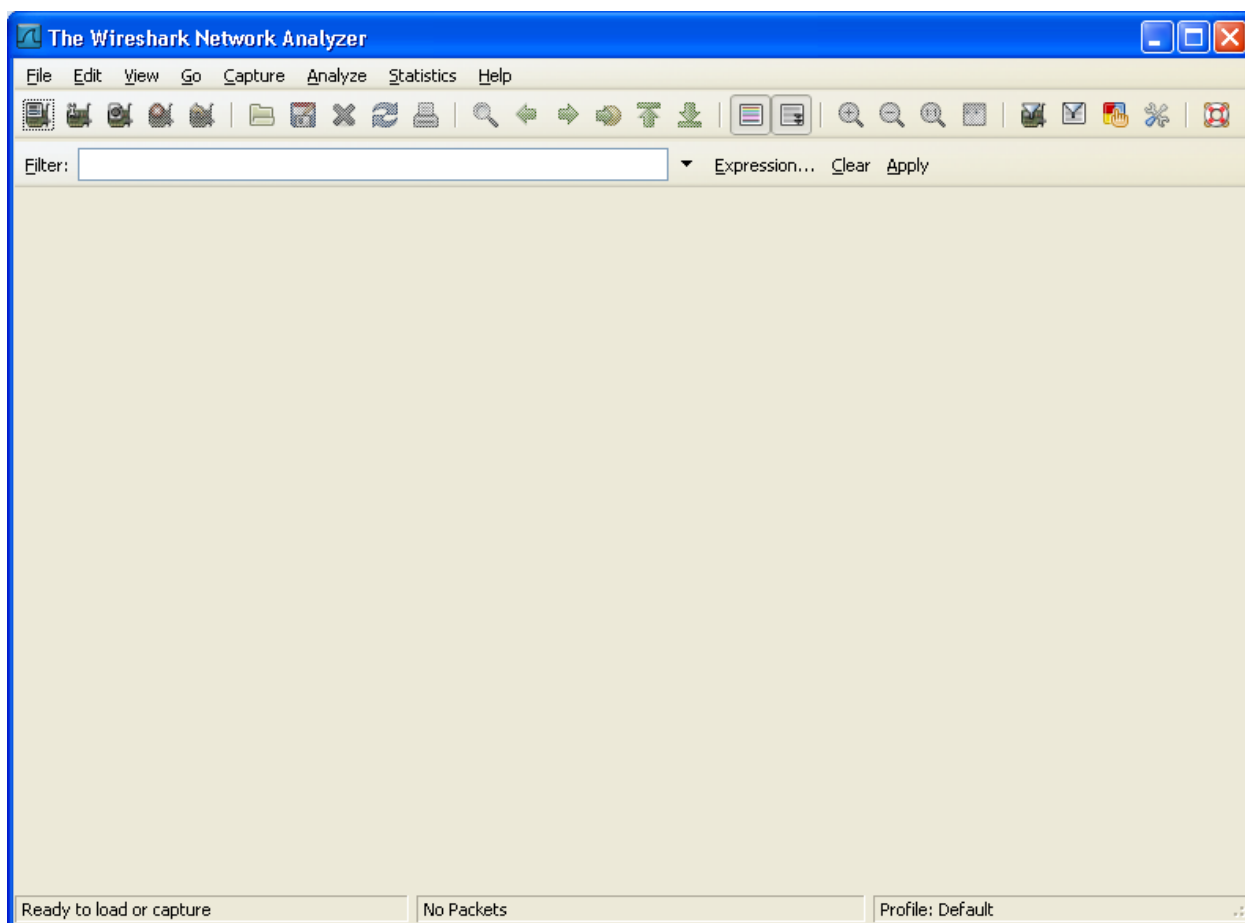 The Wireshark Network Analyzer
File Edit View Go Capture Analyze Statistics Help
Filter: Expression... Clear Apply
Ready to load or capture No Packets Profile: Default